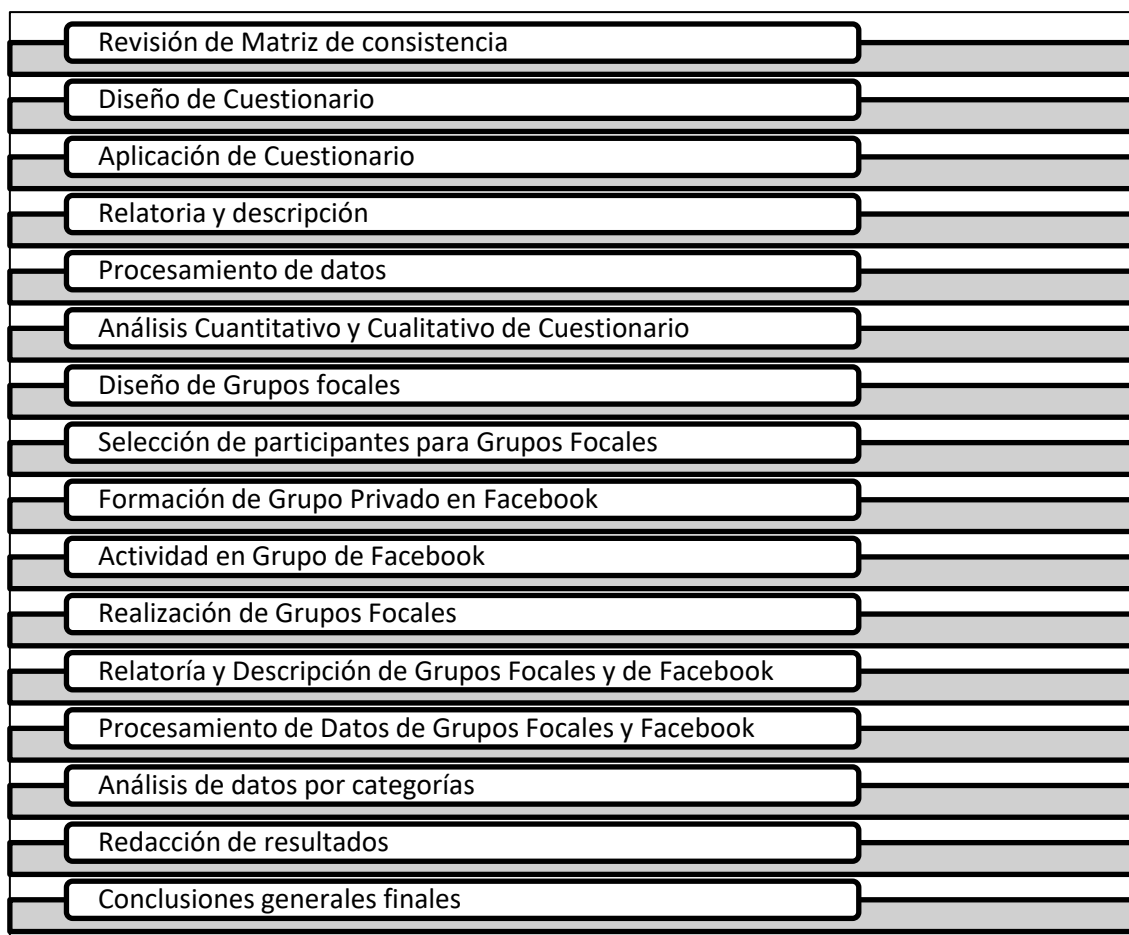 Revisión de Matriz de consistencia
Diseño de Cuestionario
Aplicación de Cuestionario
Relatoria y descripción
Procesamiento de datos
Análisis Cuantitativo y Cualitativo de Cuestionario
Diseño de Grupos focales
Selección de participantes para Grupos Focales
Formación de Grupo Privado en Facebook
Actividad en Grupo de Facebook
Realización de Grupos Focales
Relatoría y Descripción de Grupos Focales y de Facebook
Procesamiento de Datos de Grupos Focales y Facebook
Análisis de datos por categorías
Redacción de resultados
Conclusiones generales finales